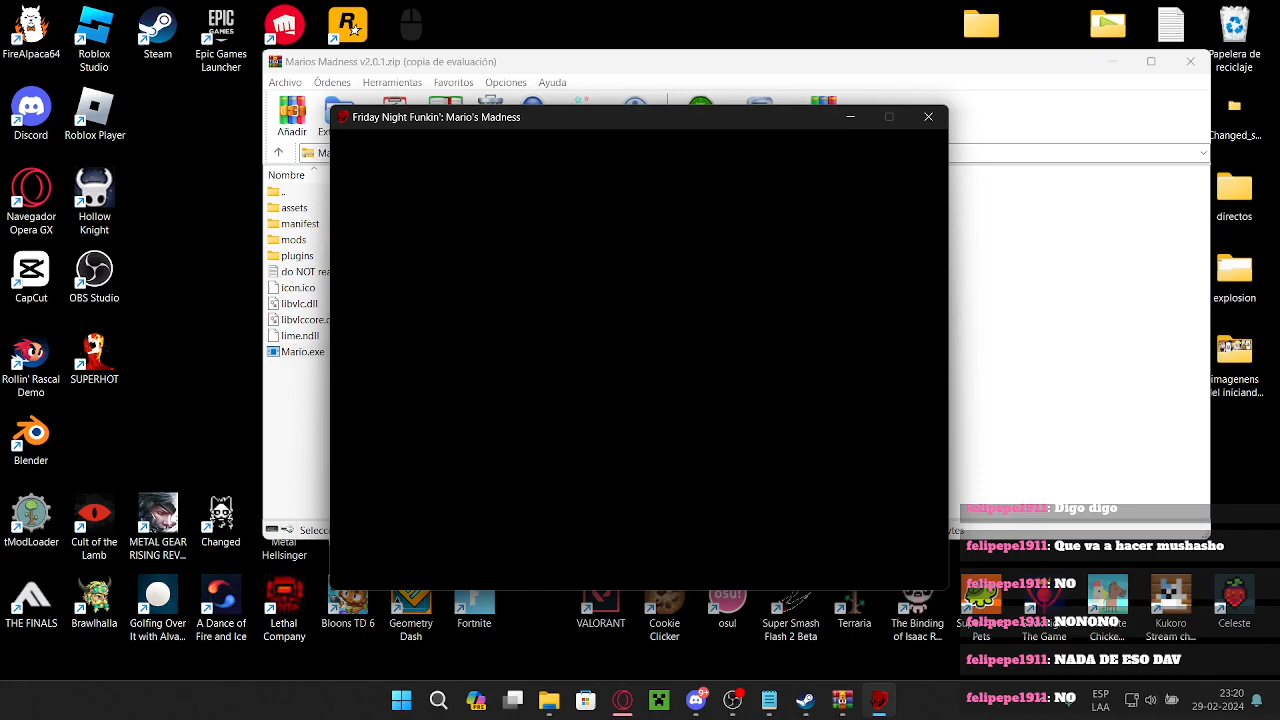 FireAlpaca64
Roblox Studio
Steam
EPIC GAMES
Epic Games Launcher
Papelera de reciclaje
Marios Madness v2.0.1.zip (copia de evaluación)
Archivo Órdenes Herramientas Favoritos Opciones Ayuda
Añadir
Friday Night Funkin': Mario's Madness
Discord
Roblox Player
Changed_s...
Nombre
..
assets
manifest
mods
plugins
do NOT rea
icon.ico
libvlc.dll
libvlccore.d
lime.ndll
Mario.exe
Navegador Opera GX
Hollow Knight
directos
CapCut
OBS Studio
explosion
Rollin' Rascal Demo
SUPERHOT
imagenes del iniciand...
Blender
tModLoader
Cult of the Lamb
METAL GEAR RISING REV...
Changed
Metal Hellsinger
felipepe1911: Digo digo
felipepe1911: Que va a hacer mushasho
felipepe1911: NO
felipepe1911: NONONO
felipepe1911: NADA DE ESO DAV
felipepe1911: NO
THE FINALS
Brawlhalla
Golfing Over It with Alva...
A Dance of Fire and Ice
Lethal Company
Bloons TD 6
Geometry Dash
Fortnite
VALORANT
Cookie Clicker
osu!
osu!
Super Smash Flash 2 Beta
Terraria
The Binding of Isaac R...
Pets
The Game
Chicke...
Kukoro Stream ch...
Celeste
ESP
LAA
23:20
29-02-2024